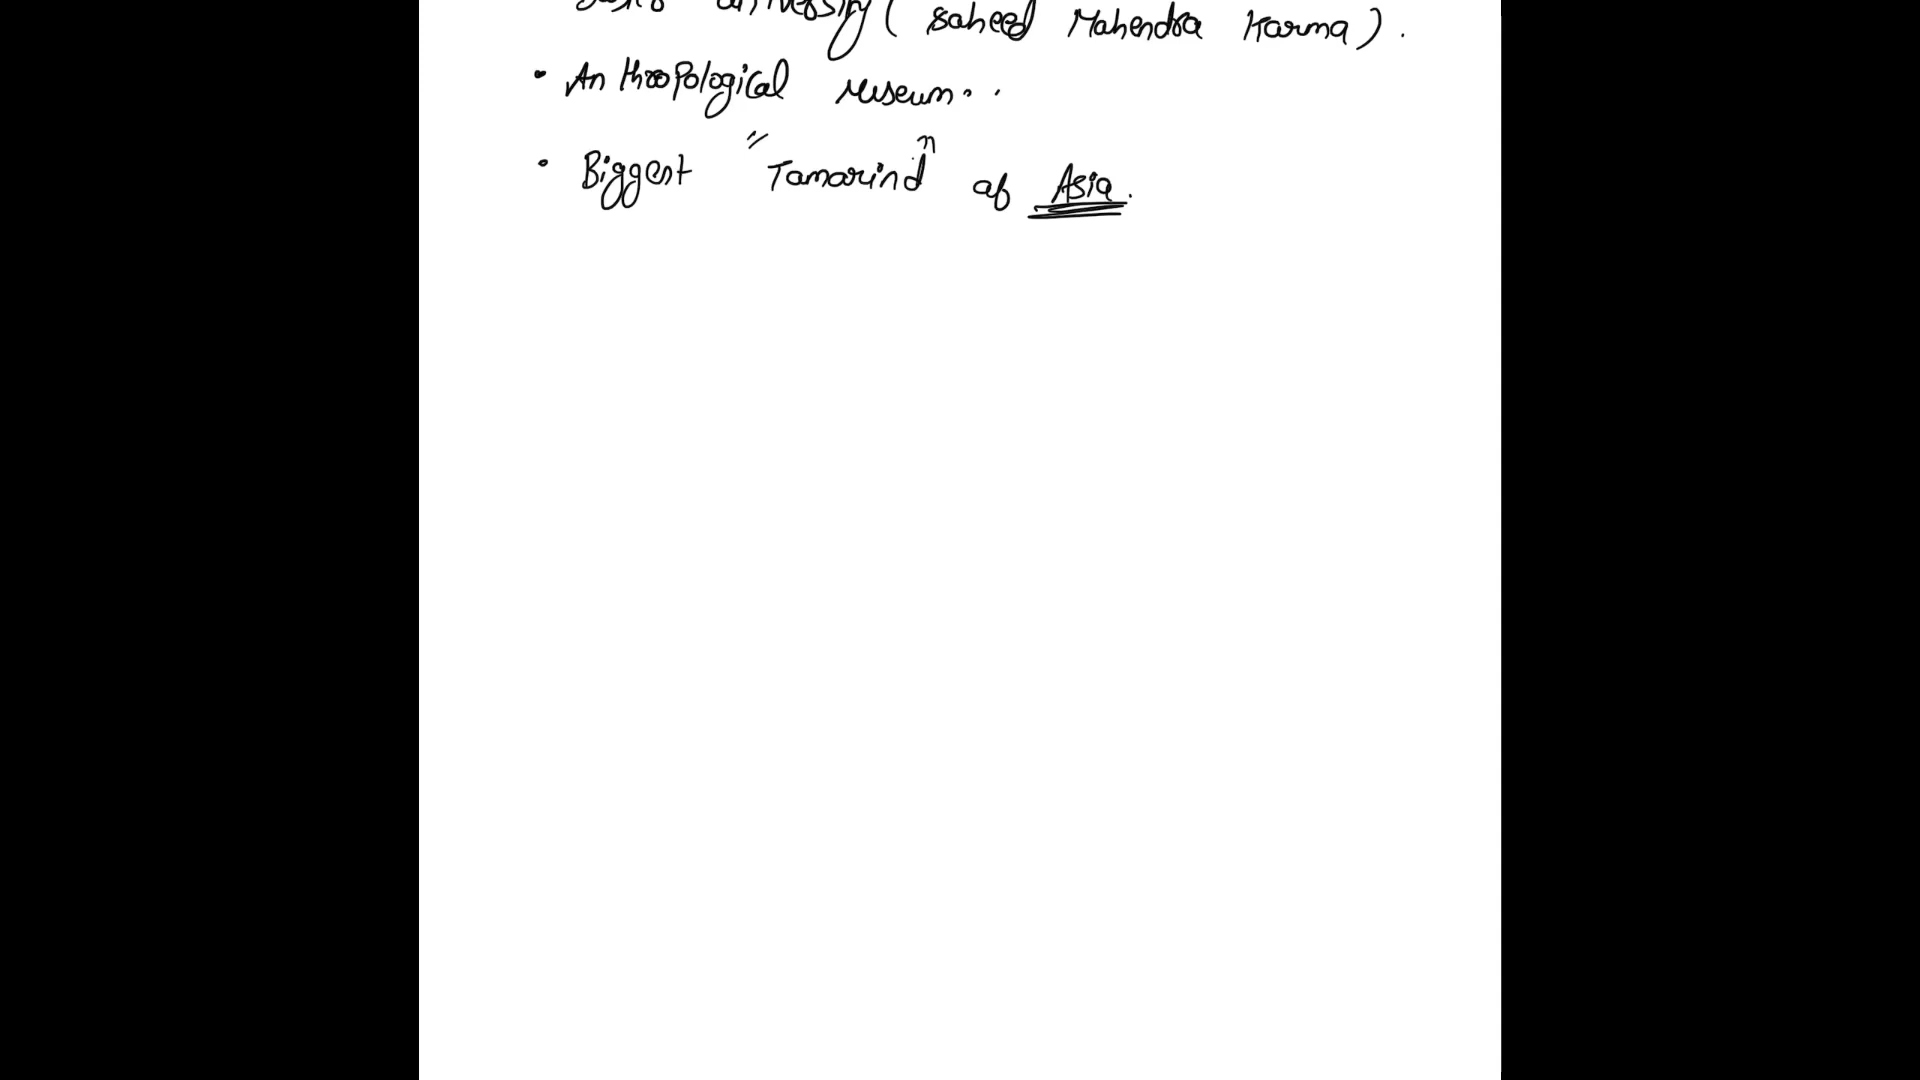 university ( saheed Mahendra Karma ) .
• Anthropological Museum . .
• Biggest "Tamarind" of Asia .